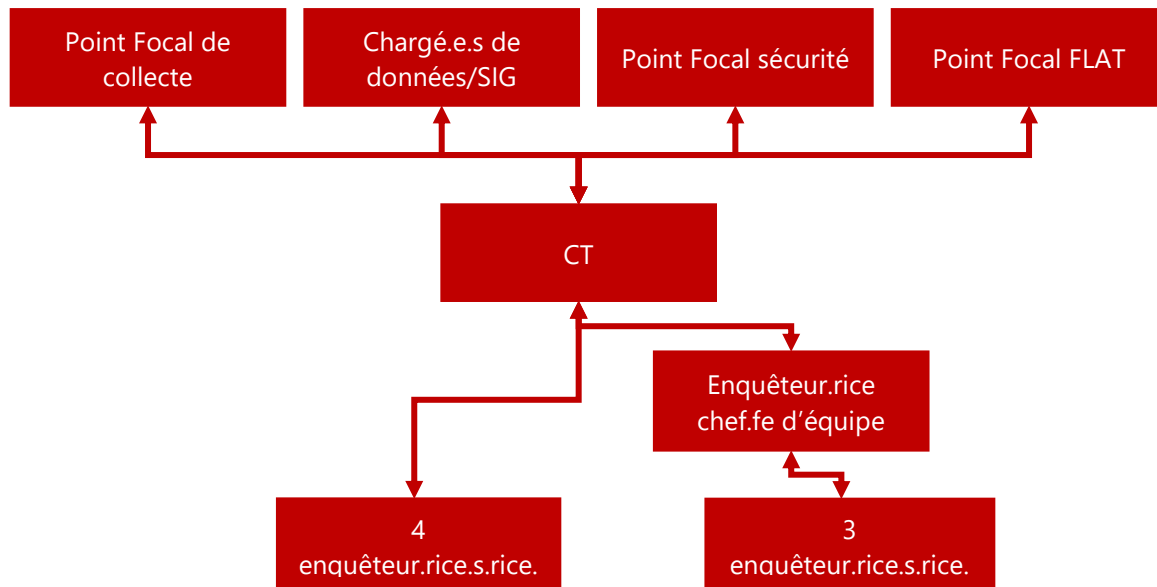 Point Focal de
collecte
Chargé.e.s de
données/SIG
Point Focal sécurité
Point Focal FLAT
CT
Enquêteur.rice
chef.fe d’équipe
4
enquêteur.rice.s.rice.
3
enquêteur.rice.s.rice.